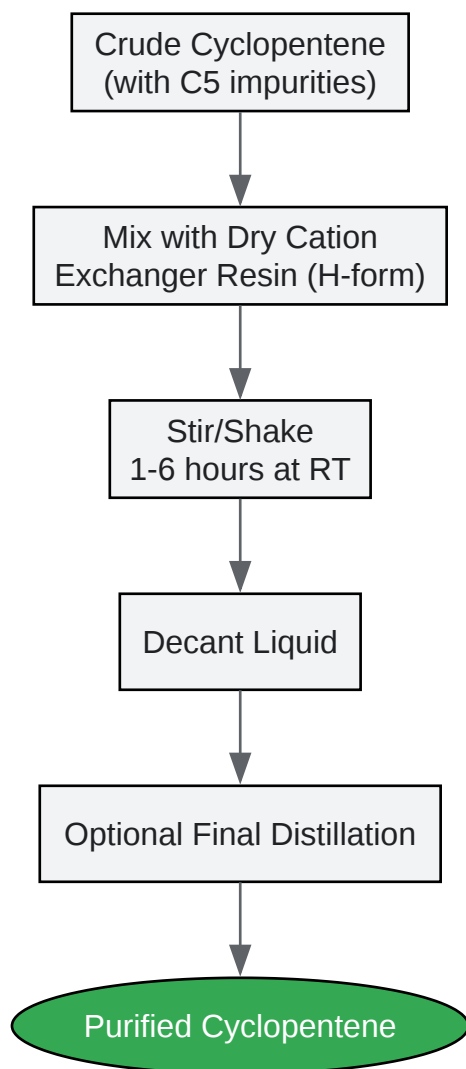 Crude Cyclopentene
(with C5 impurities)
Mix with Dry Cation
Exchanger Resin (H-form)
Stir/Shake
1-6 hours at RT
Decant Liquid
Optional Final Distillation
Purified Cyclopentene